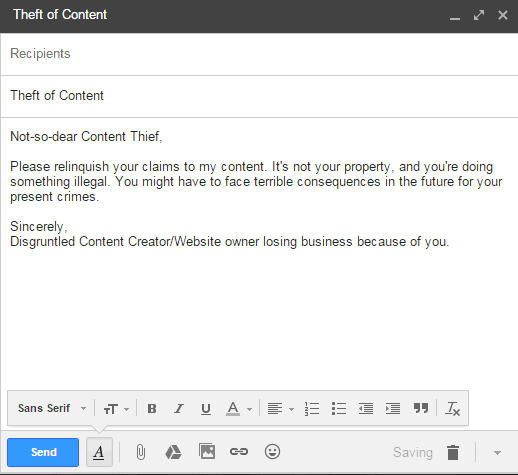 Theft of Content
Recipients
Theft of Content
Not-so-dear Content Thief,
Please relinquish your claims to my content. It's not your property, and you're doing
something illegal. You might have to face terrible consequences in the future for your
present crimes.
Sincerely,
Disgruntled Content Creator/Website owner losing business because of you.
Sans Serif TT B I U A
Send A Saving